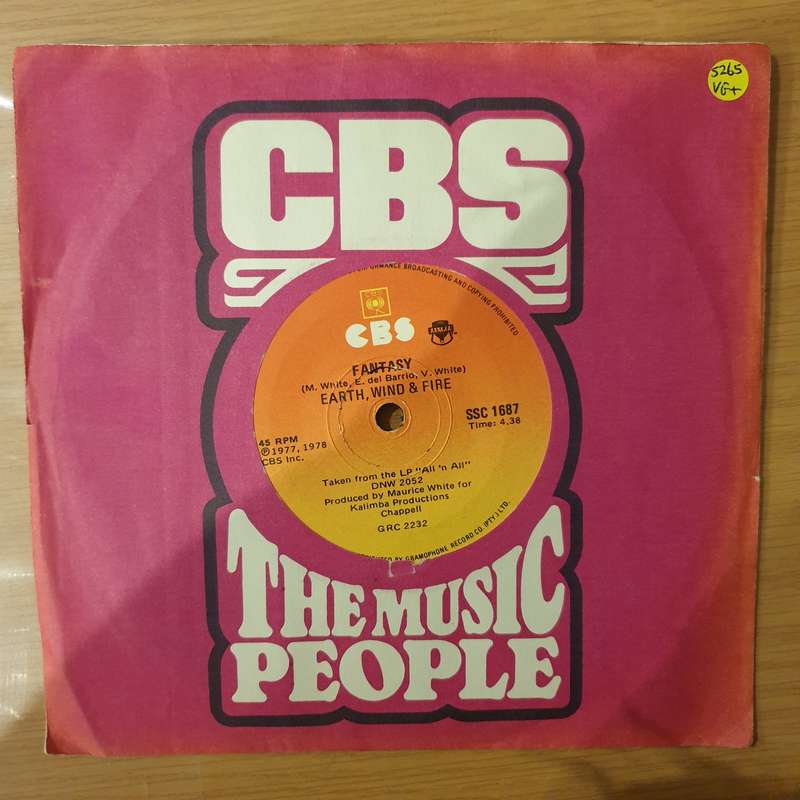 5265
VG+
CBS
PERFORMANCE BROADCASTING AND COPYING PROHIBITED
CBS
CBS
FANTASY
(M. White, E. del Barrio, V. White)
EARTH, WIND & FIRE
SSC 1687
Time: 4.38
45 RPM
℗ 1977, 1978
CBS Inc.
Taken from the LP "All 'n All"
DNW 2052
Produced by Maurice White for
Kalimba Productions
Chappell
GRC 2232
BY GRAMOPHONE RECORD CO. (PTY.) LTD.
THE MUSIC
PEOPLE